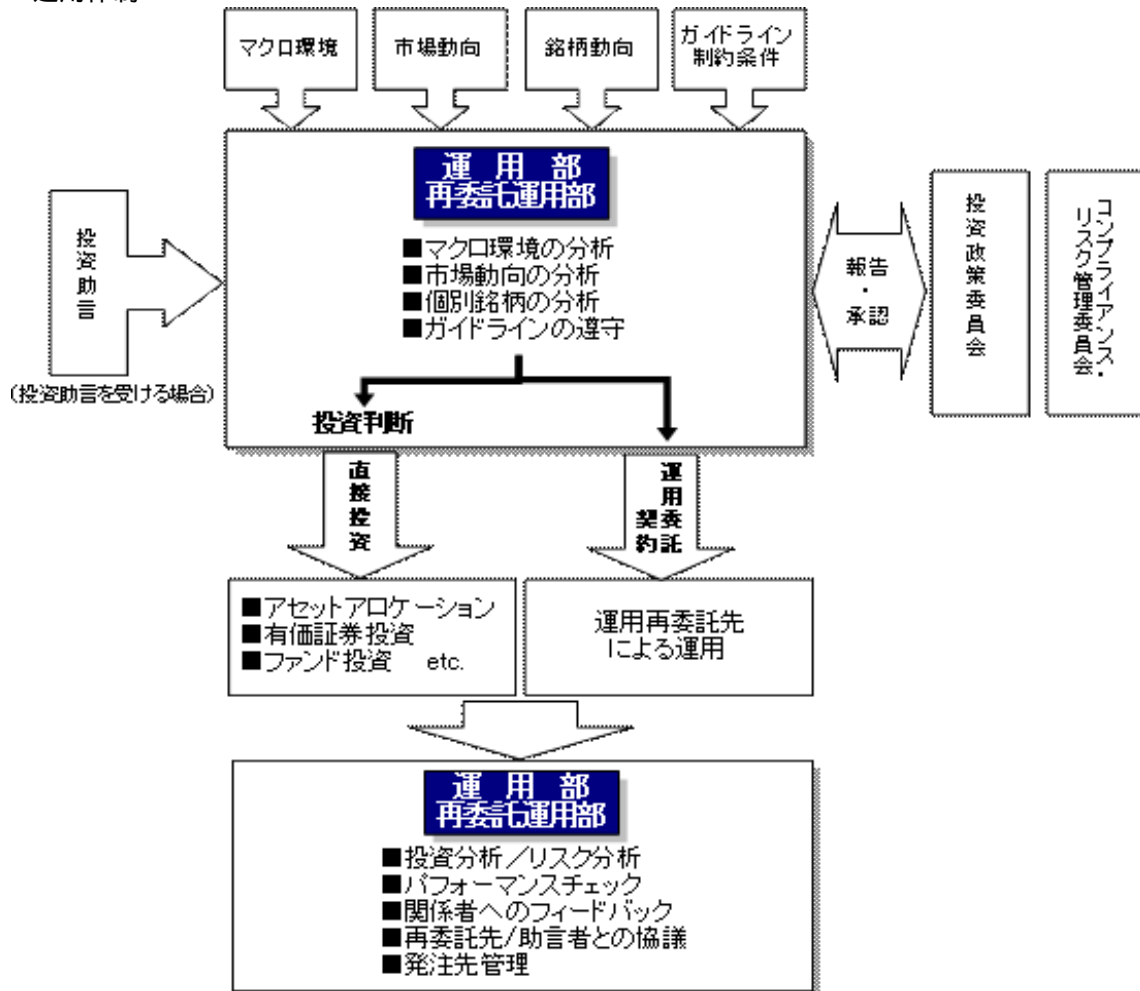 運用体制
マクロ環境
市場動向
銘柄動向
ガイドライン
制約条件
運 用 部
再委託運用部
■マクロ環境の分析
■市場動向の分析
■個別銘柄の分析
■ガイドラインの遵守
投資助言
(投資助言を受ける場合)
報告
・
承認
投資政策委員会
コンプライアンス・
リスク管理委員会
投資判断
直接投資
運用委託
契約
■アセットアロケーション
■有価証券投資
■ファンド投資 etc.
運用再委託先
による運用
運 用 部
再委託運用部
■投資分析/リスク分析
■パフォーマンスチェック
■関係者へのフィードバック
■再委託先/助言者との協議
■発注先管理